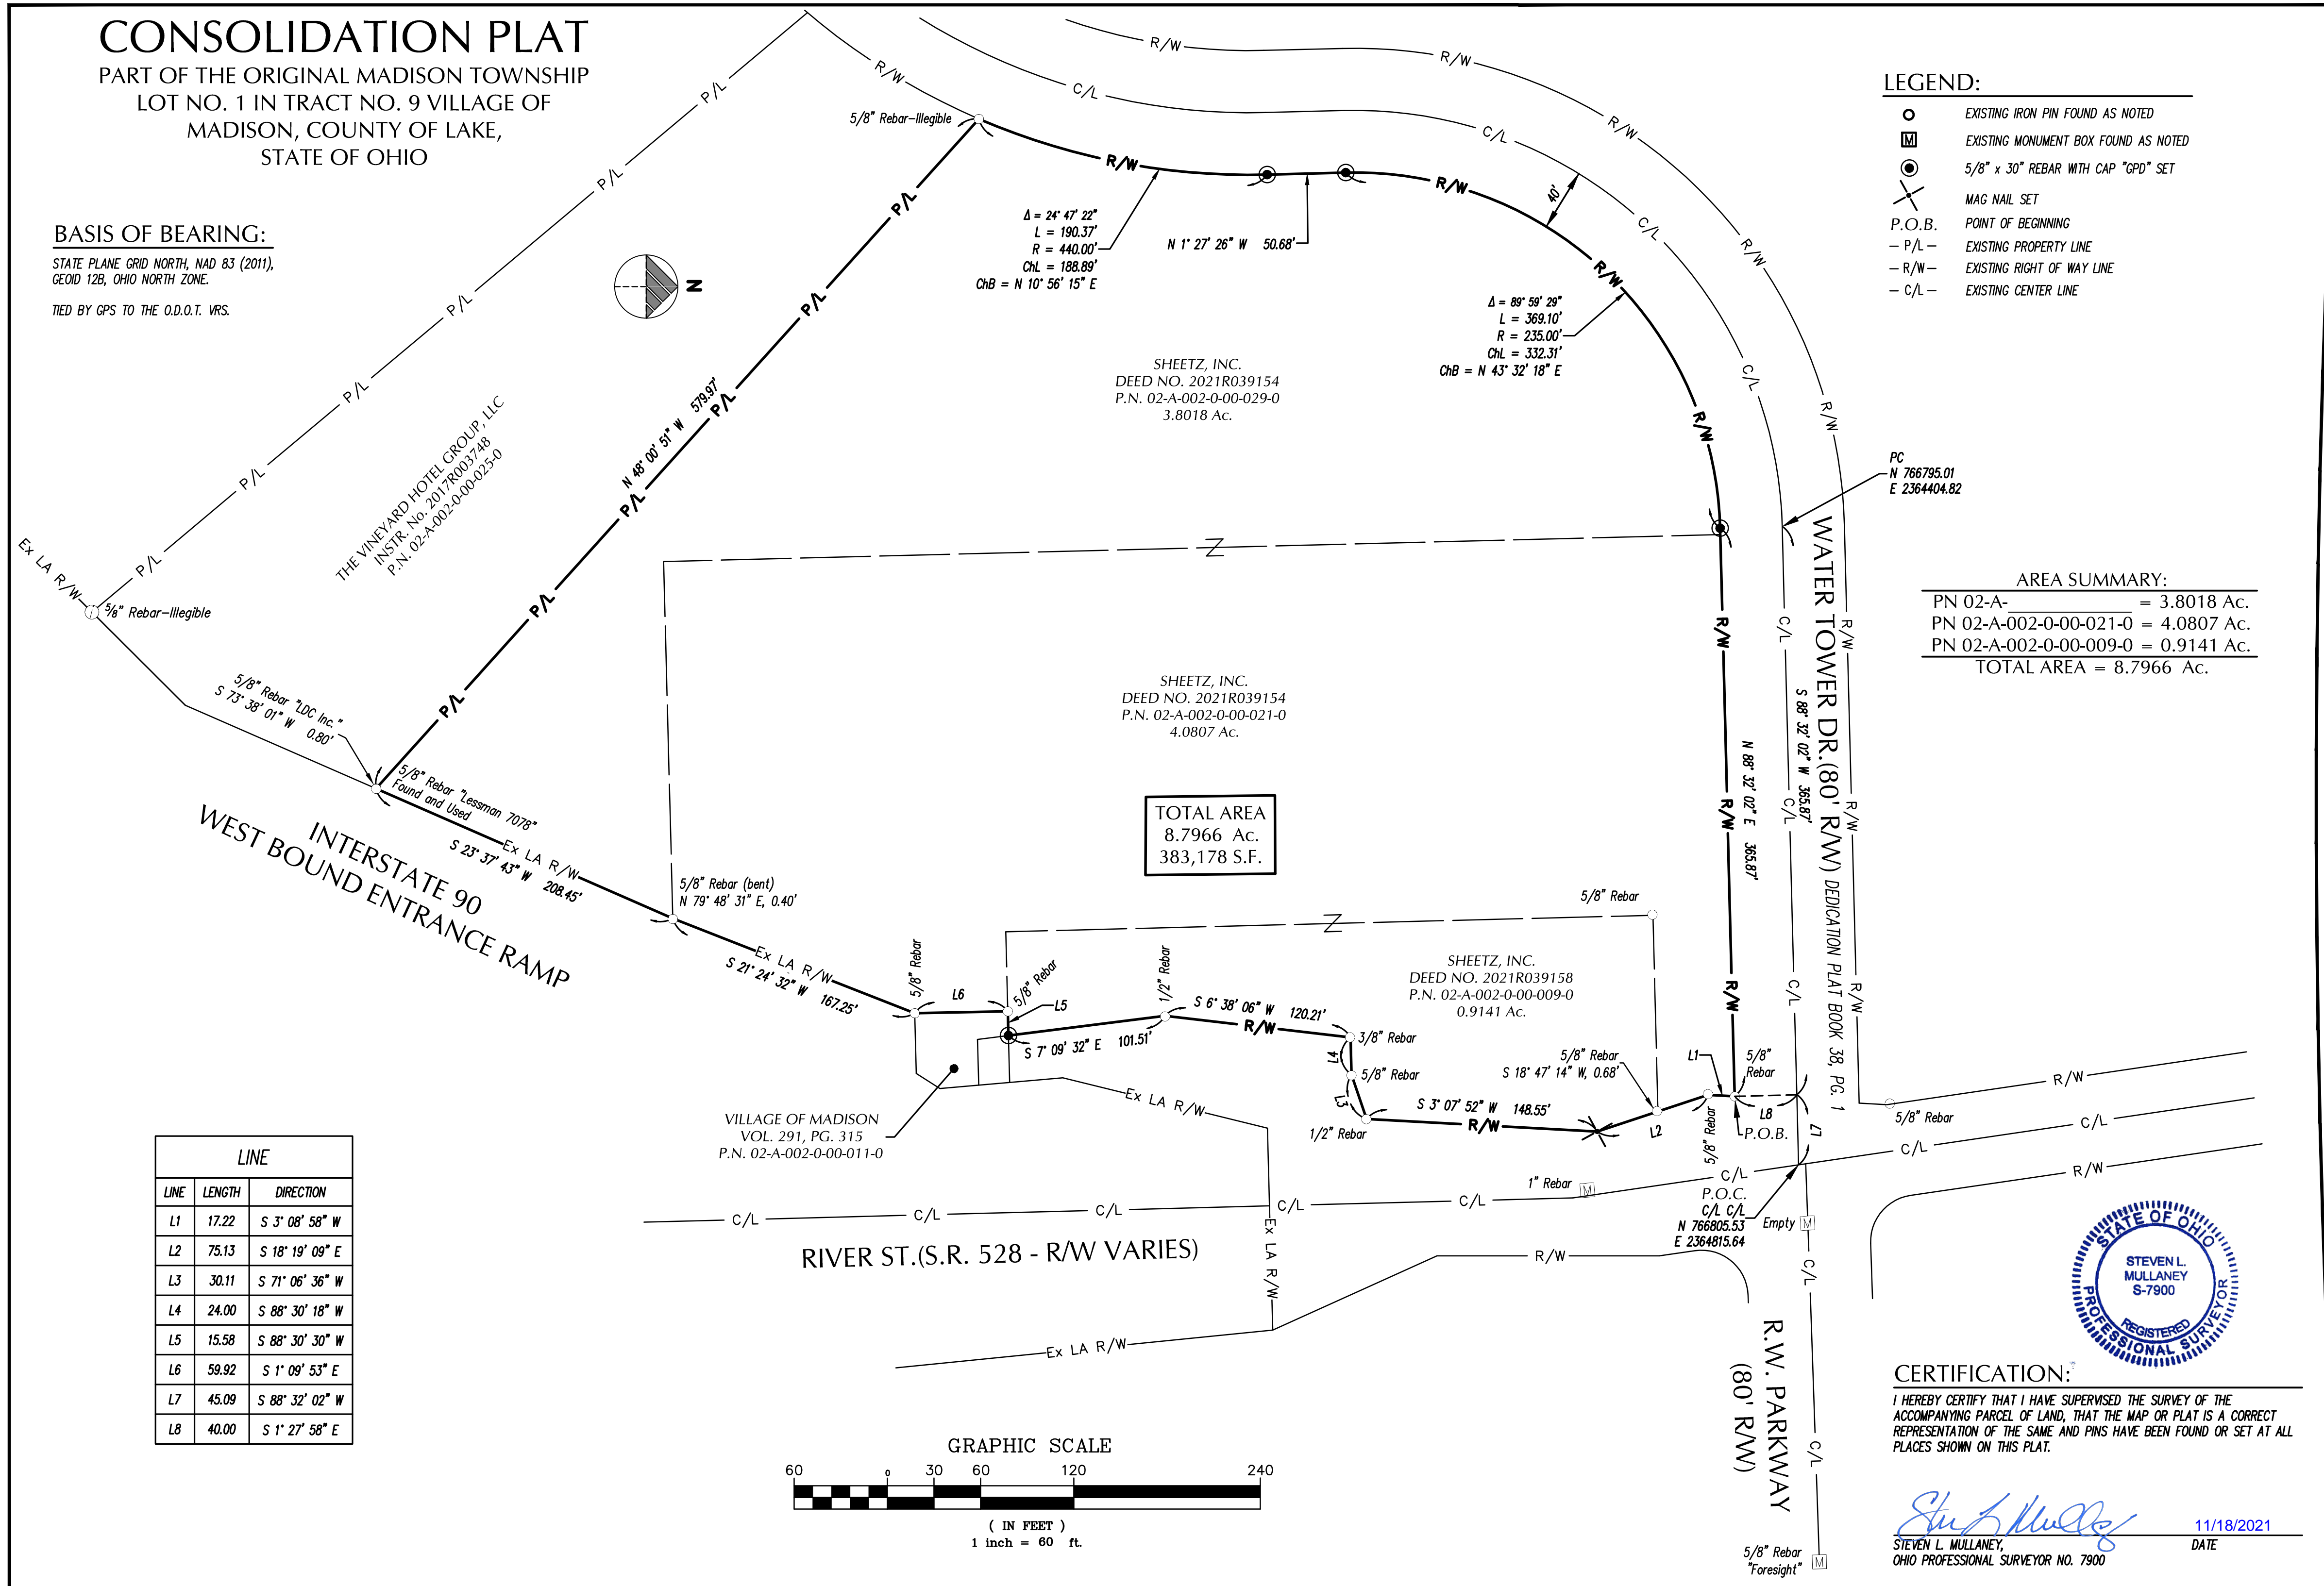 CONSOLIDATION PLAT
PART OF THE ORIGINAL MADISON TOWNSHIP
LOT NO. 1 IN TRACT NO. 9 VILLAGE OF
MADISON, COUNTY OF LAKE,
STATE OF OHIO
BASIS OF BEARING:
STATE PLANE GRID NORTH, NAD 83 (2011),
GEOID 12B, OHIO NORTH ZONE.
TIED BY GPS TO THE O.D.O.T. VRS.
N
LEGEND:
EXISTING IRON PIN FOUND AS NOTED
M EXISTING MONUMENT BOX FOUND AS NOTED
5/8" x 30" REBAR WITH CAP "GPD" SET
MAG NAIL SET
P.O.B. POINT OF BEGINNING
— P/L — EXISTING PROPERTY LINE
— R/W — EXISTING RIGHT OF WAY LINE
— C/L — EXISTING CENTER LINE
P/L
P/L
P/L
P/L
P/L
P/L
P/L
R/W
R/W
R/W
R/W
R/W
R/W
R/W
R/W
R/W
R/W
C/L
C/L
C/L
C/L
C/L
C/L
C/L
5/8" Rebar-Illegible
R/W
R/W
R/W
R/W
R/W
R/W
R/W
40'
Δ = 24° 47' 22"
L = 190.37'
R = 440.00'
ChL = 188.89'
ChB = N 10° 56' 15" E
N 1° 27' 26" W 50.68'
Δ = 89° 59' 29"
L = 369.10'
R = 235.00'
ChL = 332.31'
ChB = N 43° 32' 18" E
SHEETZ, INC.
DEED NO. 2021R039154
P.N. 02-A-002-0-00-029-0
3.8018 Ac.
P/L
P/L
P/L
P/L
P/L
P/L
N 48° 00' 51" W 579.97'
THE VINEYARD HOTEL GROUP, LLC
INSTR. No. 2017R003748
P.N. 02-A-002-0-00-025-0
Ex LA R/W
5/8" Rebar-Illegible
5/8" Rebar "LDC Inc."
S 73° 38' 01" W 0.80'
5/8" Rebar "Lessman 7078"
Found and Used
Ex LA R/W
S 23° 37' 43" W 208.45'
INTERSTATE 90
WEST BOUND ENTRANCE RAMP
PC
N 766795.01
E 2364404.82
WATER TOWER DR.(80' R/W) DEDICATION PLAT BOOK 38, PG. 1
S 88° 32' 02" W 365.87'
N 88° 32' 02" E 365.87'
AREA SUMMARY:
PN 02-A-____________ = 3.8018 Ac.
PN 02-A-002-0-00-021-0 = 4.0807 Ac.
PN 02-A-002-0-00-009-0 = 0.9141 Ac.
TOTAL AREA = 8.7966 Ac.
SHEETZ, INC.
DEED NO. 2021R039154
P.N. 02-A-002-0-00-021-0
4.0807 Ac.
TOTAL AREA
8.7966 Ac.
383,178 S.F.
5/8" Rebar (bent)
N 79° 48' 31" E, 0.40'
Ex LA R/W
S 21° 24' 32" W 167.25'
5/8" Rebar
L6
5/8" Rebar
L5
S 7° 09' 32" E 101.51'
1/2" Rebar
S 6° 38' 06" W 120.21'
R/W
3/8" Rebar
L4
5/8" Rebar
L3
1/2" Rebar
S 3° 07' 52" W 148.55'
R/W
5/8" Rebar
SHEETZ, INC.
DEED NO. 2021R039158
P.N. 02-A-002-0-00-009-0
0.9141 Ac.
5/8" Rebar
S 18° 47' 14" W, 0.68'
L2
L1
5/8" Rebar
5/8"
Rebar
P.O.B.
L8
L7
5/8" Rebar
VILLAGE OF MADISON
VOL. 291, PG. 315
P.N. 02-A-002-0-00-011-0
Ex LA R/W
C/L
C/L
C/L
C/L
C/L
C/L
C/L
C/L
R/W
R/W
RIVER ST.(S.R. 528 - R/W VARIES)
1" Rebar M
P.O.C.
C/L C/L
N 766805.53
E 2364815.64
Empty M
Ex LA R/W
Ex LA R/W
R/W
C/L
C/L
R.W. PARKWAY
(80' R/W)
5/8" Rebar
"Foresight" M
LINE
LINE LENGTH DIRECTION
L1 17.22 S 3° 08' 58" W
L2 75.13 S 18° 19' 09" E
L3 30.11 S 71° 06' 36" W
L4 24.00 S 88° 30' 18" W
L5 15.58 S 88° 30' 30" W
L6 59.92 S 1° 09' 53" E
L7 45.09 S 88° 32' 02" W
L8 40.00 S 1° 27' 58" E
GRAPHIC SCALE
60 0 30 60 120 240
( IN FEET )
1 inch = 60 ft.
STATE OF OHIO
STEVEN L.
MULLANEY
S-7900
REGISTERED
PROFESSIONAL SURVEYOR
CERTIFICATION:
I HEREBY CERTIFY THAT I HAVE SUPERVISED THE SURVEY OF THE
ACCOMPANYING PARCEL OF LAND, THAT THE MAP OR PLAT IS A CORRECT
REPRESENTATION OF THE SAME AND PINS HAVE BEEN FOUND OR SET AT ALL
PLACES SHOWN ON THIS PLAT.
11/18/2021
STEVEN L. MULLANEY, DATE
OHIO PROFESSIONAL SURVEYOR NO. 7900